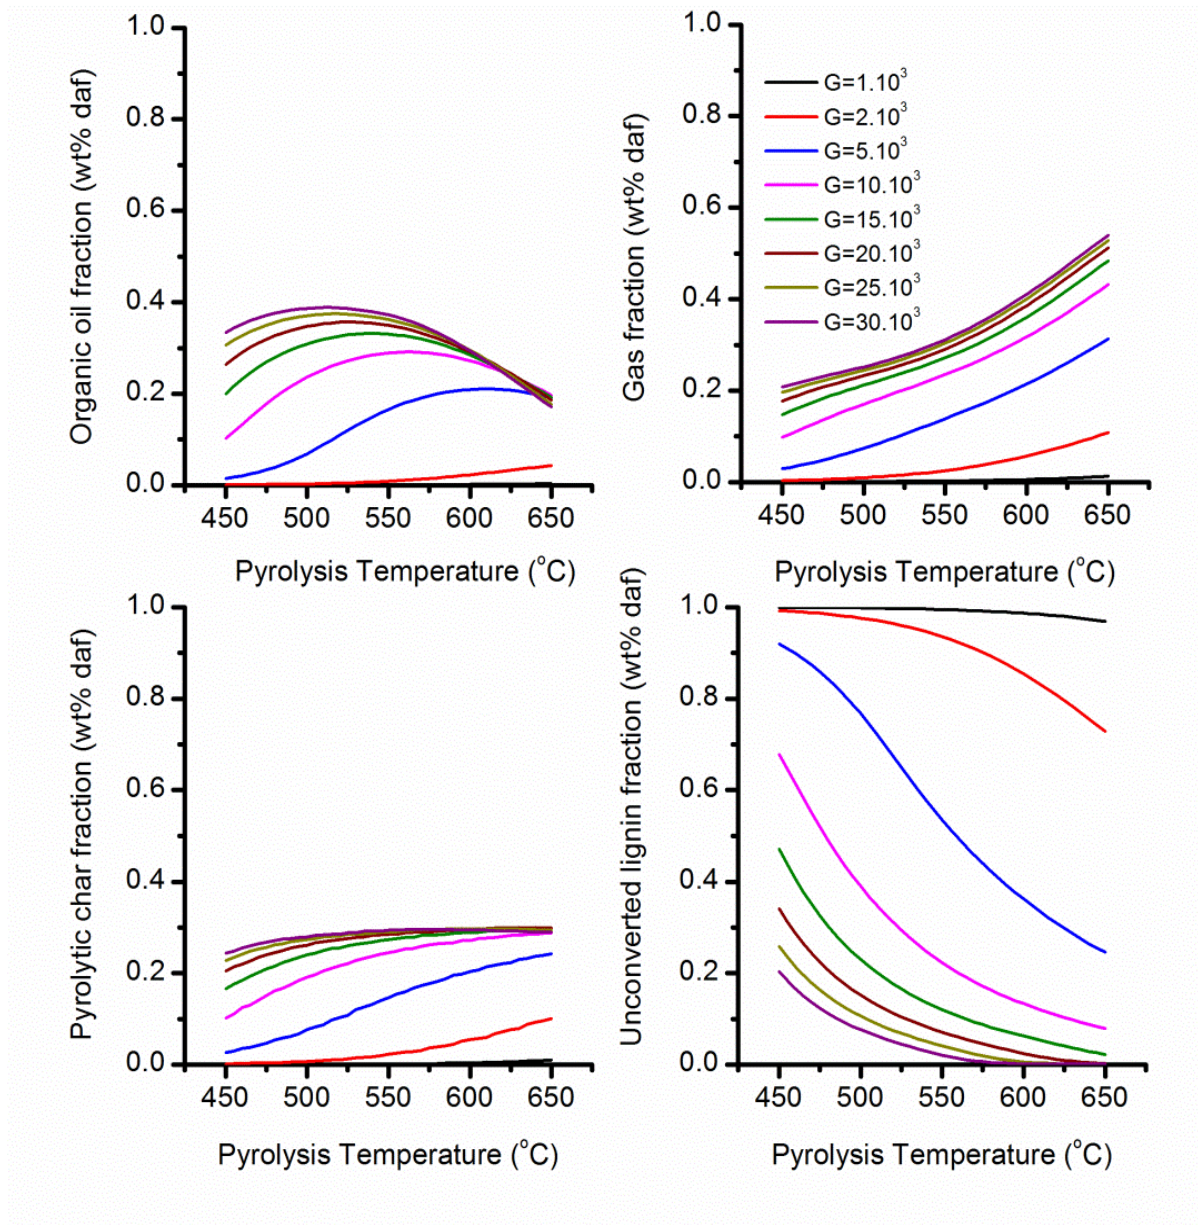 Organic oil fraction (wt% daf)
1.0
0.8
0.6
0.4
0.2
0.0
450 500 550 600 650
Pyrolysis Temperature (°C)
Gas fraction (wt% daf)
1.0
0.8
0.6
0.4
0.2
0.0
G=1.10³
G=2.10³
G=5.10³
G=10.10³
G=15.10³
G=20.10³
G=25.10³
G=30.10³
450 500 550 600 650
Pyrolysis Temperature (°C)
Pyrolytic char fraction (wt% daf)
1.0
0.8
0.6
0.4
0.2
0.0
450 500 550 600 650
Pyrolysis Temperature (°C)
Unconverted lignin fraction (wt% daf)
1.0
0.8
0.6
0.4
0.2
0.0
450 500 550 600 650
Pyrolysis Temperature (°C)